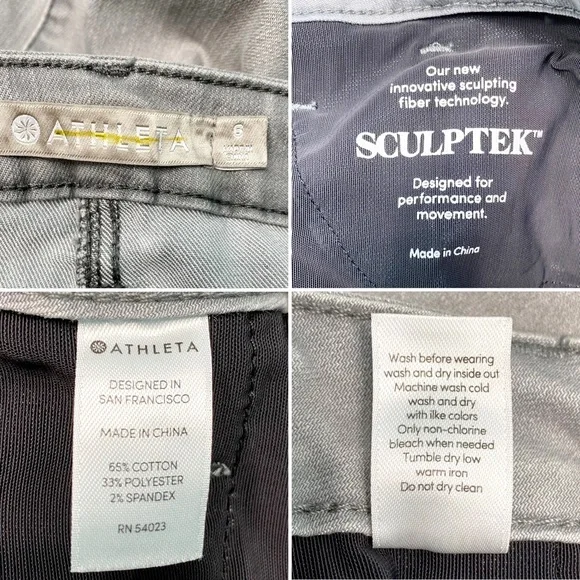 ATHLETA
6
Our new
innovative sculpting
fiber technology.
SCULPTEK™
Designed for
performance and
movement.
Made in China
ATHLETA
DESIGNED IN
SAN FRANCISCO
MADE IN CHINA
65% COTTON
33% POLYESTER
2% SPANDEX
RN 54023
Wash before wearing
wash and dry inside out
Machine wash cold
wash and dry
with ilke colors
Only non-chlorine
bleach when needed
Tumble dry low
warm iron
Do not dry clean